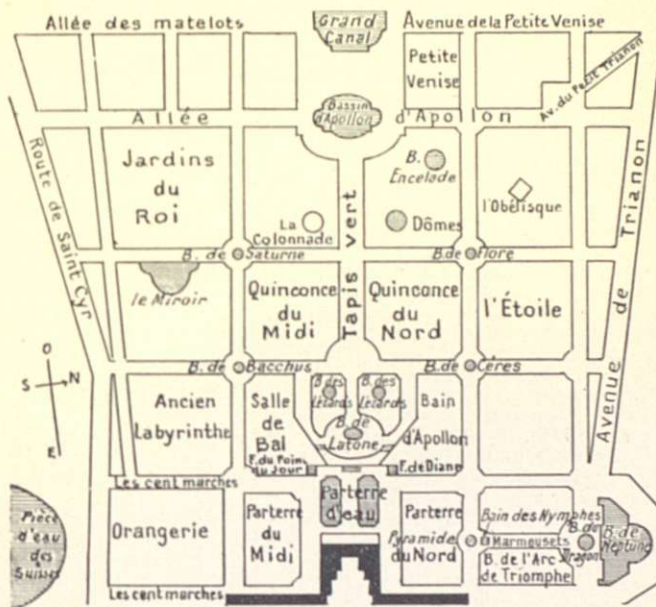 Allée des matelots
Grand
Canal
Avenue de la Petite Venise
Petite
Venise
Av. du Petit Trianon
Bassin
d'Apollon
Allée d'Apollon
Route de Saint Cyr
Jardins
du
Roi
La
Colonnade
Tapis vert
B.
Encelade
Dômes
l'Obélisque
Avenue de Trianon
B. de Saturne
B. de Flore
le Miroir
Quinconce
du
Midi
Quinconce
du
Nord
l'Étoile
O
S N
E
B. de Bacchus
B. de Cérès
Ancien
Labyrinthe
Salle
de
Bal
B. des
Lézards
B. des
Lézards
B. de
Latone
Bain
d'Apollon
F. du Point
du Jour
F. de Diane
Les cent marches
Pièce
d'eau
des
Suisses
Orangerie
Parterre
du
Midi
Parterre
d'eau
Parterre
du Nord
Pyramide
Marmousets
Bain des Nymphes
B. du
Dragon
B. de
Neptune
B. de l'Arc
de Triomphe
Les cent marches